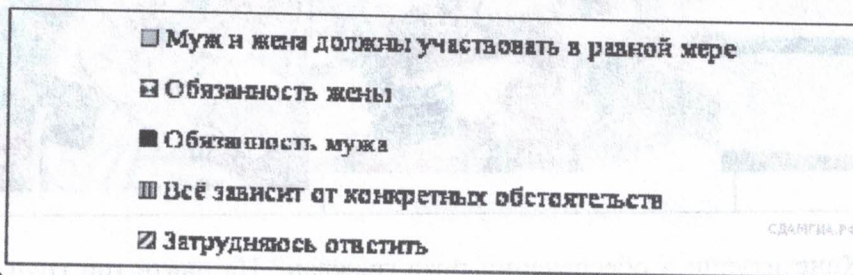 Муж и жена должны участвовать в равной мере
Обязанность жены
Обязанность мужа
Всё зависит от конкретных обстоятельств
Затрудняюсь ответить
СДАМГИА.РФ